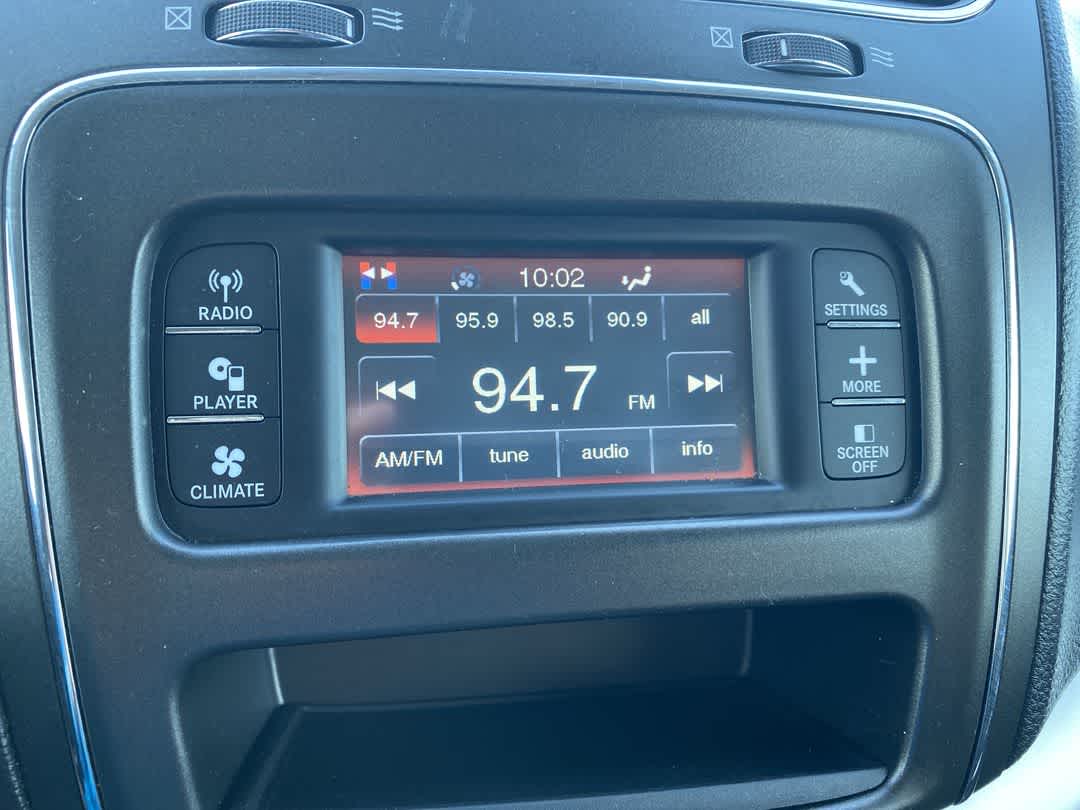 10:02
94.7 95.9 98.5 90.9 all
94.7 FM
AM/FM tune audio info
RADIO
PLAYER
CLIMATE
SETTINGS
MORE
SCREEN
OFF